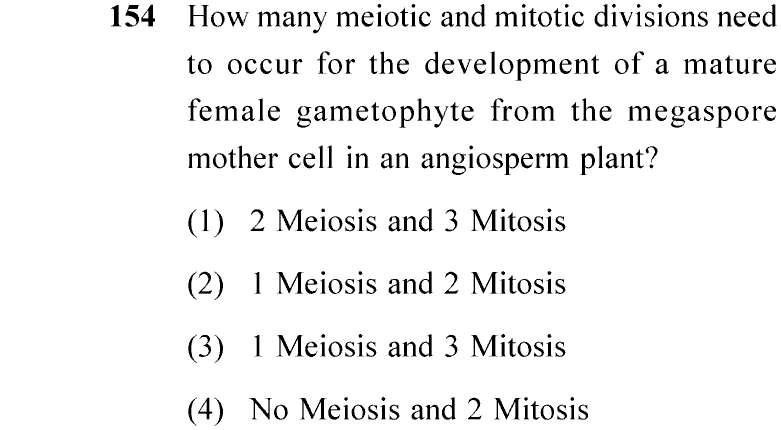 154 How many meiotic and mitotic divisions need
to occur for the development of a mature
female gametophyte from the megaspore
mother cell in an angiosperm plant?
(1) 2 Meiosis and 3 Mitosis
(2) 1 Meiosis and 2 Mitosis
(3) 1 Meiosis and 3 Mitosis
(4) No Meiosis and 2 Mitosis